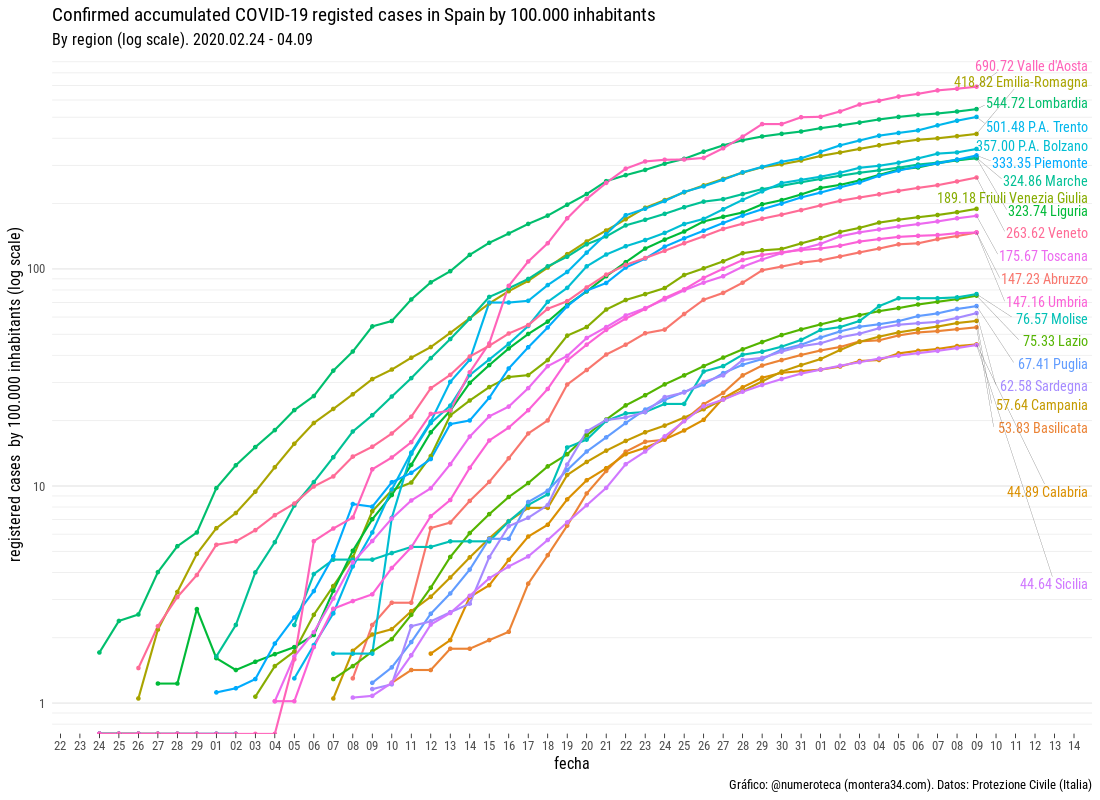 Confirmed accumulated COVID-19 registed cases in Spain by 100.000 inhabitants
By region (log scale). 2020.02.24 - 04.09
registered cases by 100.000 inhabitants (log scale)
100
10
1
690.72 Valle d'Aosta
418.82 Emilia-Romagna
544.72 Lombardia
501.48 P.A. Trento
357.00 P.A. Bolzano
333.35 Piemonte
324.86 Marche
189.18 Friuli Venezia Giulia
323.74 Liguria
263.62 Veneto
175.67 Toscana
147.23 Abruzzo
147.16 Umbria
76.57 Molise
75.33 Lazio
67.41 Puglia
62.58 Sardegna
57.64 Campania
53.83 Basilicata
44.89 Calabria
44.64 Sicilia
22 23 24 25 26 27 28 29 01 02 03 04 05 06 07 08 09 10 11 12 13 14 15 16 17 18 19 20 21 22 23 24 25 26 27 28 29 30 31 01 02 03 04 05 06 07 08 09 10 11 12 13 14
fecha
Gráfico: @numeroteca (montera34.com). Datos: Protezione Civile (Italia)